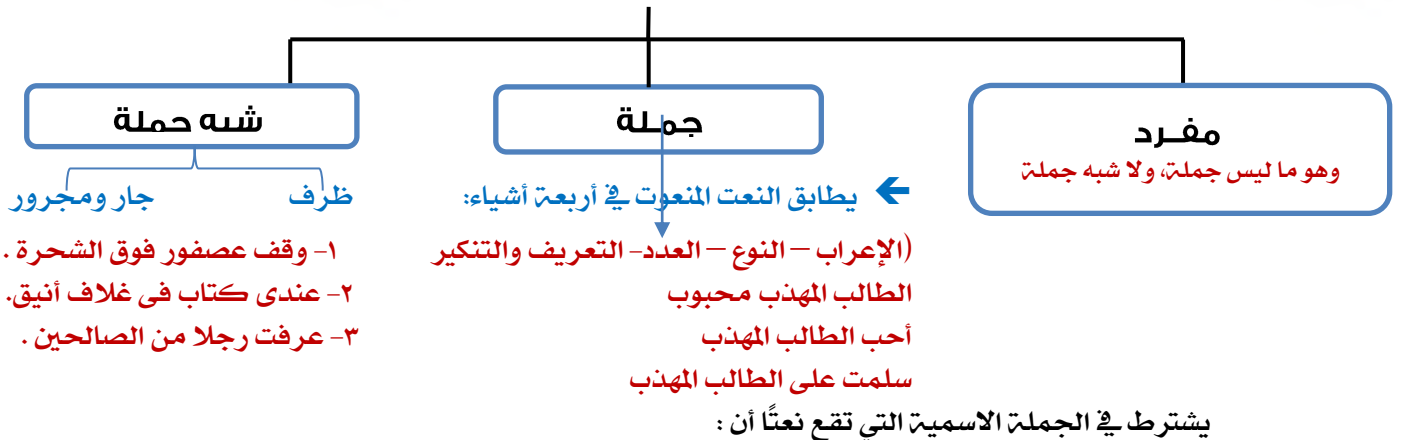 مفـرد
وهو ما ليس جملة ولا شبه جملة
جمـلة
🡸 يطابق النعت المنعوت في أربعة أشياء:
(الإعراب – النوع – العدد- التعريف والتنكير
الطالب المهذب محبوب
أحب الطالب المهذب
سلمت على الطالب المهذب
شبه جملة
ظرف
جار ومجرور
١- وقف عصفور فوق الشجرة .
٢- عندى كتاب فى غلاف أنيق.
٣- عرفت رجلا من الصالحين .
يشترط في الجملة الاسمية التي تقع نعتًا أن :